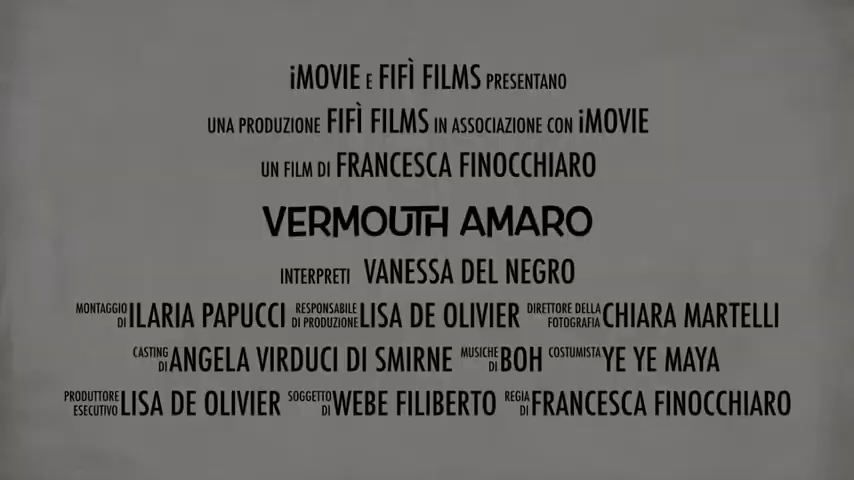 iMOVIE E FIFÌ FILMS PRESENTANO
UNA PRODUZIONE FIFÌ FILMS IN ASSOCIAZIONE CON iMOVIE
UN FILM DI FRANCESCA FINOCCHIARO
VERMOUTH AMARO
INTERPRETI VANESSA DEL NEGRO
MONTAGGIO DI ILARIA PAPUCCI RESPONSABILE DI PRODUZIONE LISA DE OLIVIER DIRETTORE DELLA FOTOGRAFIA CHIARA MARTELLI
CASTING DI ANGELA VIRDUCI DI SMIRNE MUSICHE DI BOH COSTUMISTA YE YE MAYA
PRODUTTORE ESECUTIVO LISA DE OLIVIER SOGGETTO DI WEBE FILIBERTO REGIA DI FRANCESCA FINOCCHIARO